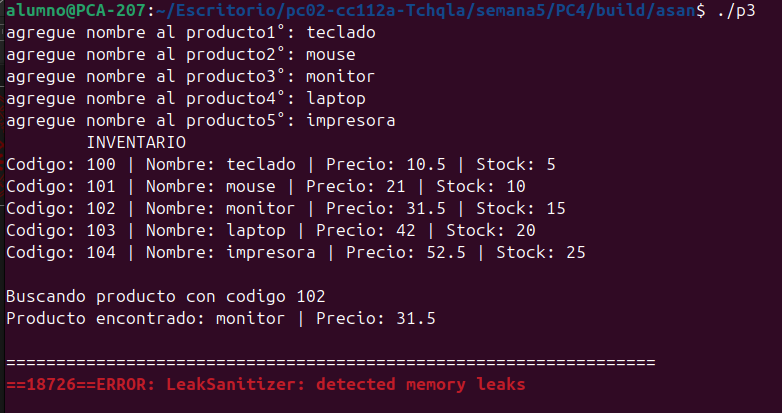 alumno@PCA-207:~/Escritorio/pc02-cc112a-Tchqla/semana5/PC4/build/asan$ ./p3
agregue nombre al producto1°: teclado
agregue nombre al producto2°: mouse
agregue nombre al producto3°: monitor
agregue nombre al producto4°: laptop
agregue nombre al producto5°: impresora
        INVENTARIO
Codigo: 100 | Nombre: teclado | Precio: 10.5 | Stock: 5
Codigo: 101 | Nombre: mouse | Precio: 21 | Stock: 10
Codigo: 102 | Nombre: monitor | Precio: 31.5 | Stock: 15
Codigo: 103 | Nombre: laptop | Precio: 42 | Stock: 20
Codigo: 104 | Nombre: impresora | Precio: 52.5 | Stock: 25

Buscando producto con codigo 102
Producto encontrado: monitor | Precio: 31.5

=================================================================
==18726==ERROR: LeakSanitizer: detected memory leaks